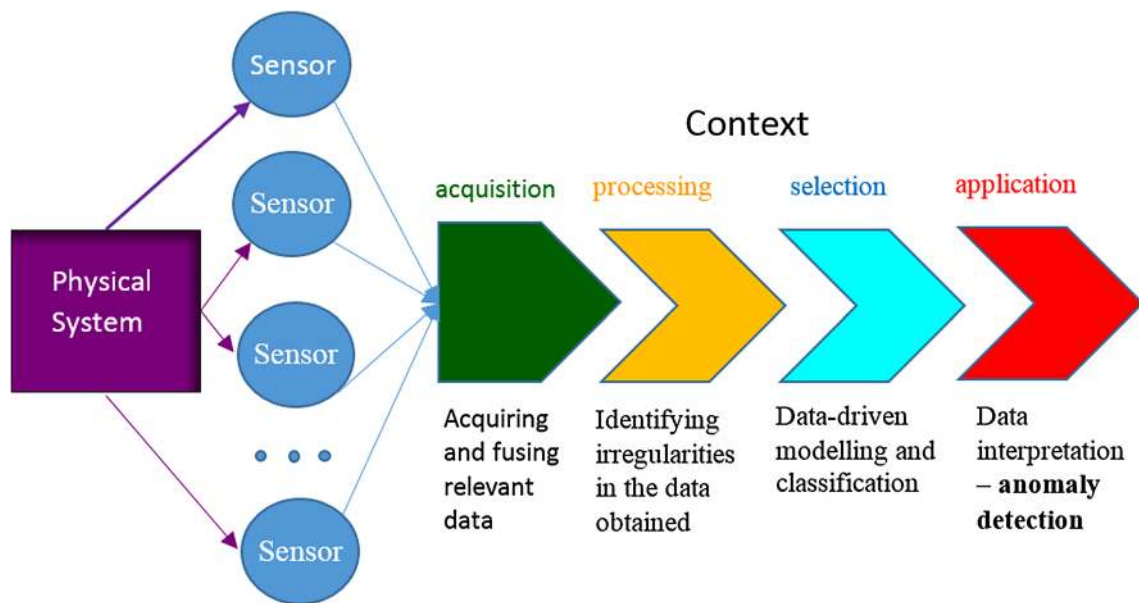 Sensor
Sensor
Sensor
Sensor
Physical
System
Context
acquisition
processing
selection
application
Acquiring
and fusing
relevant
data
Identifying
irregularities
in the data
obtained
Data-driven
modelling and
classification
Data
interpretation
– anomaly
detection